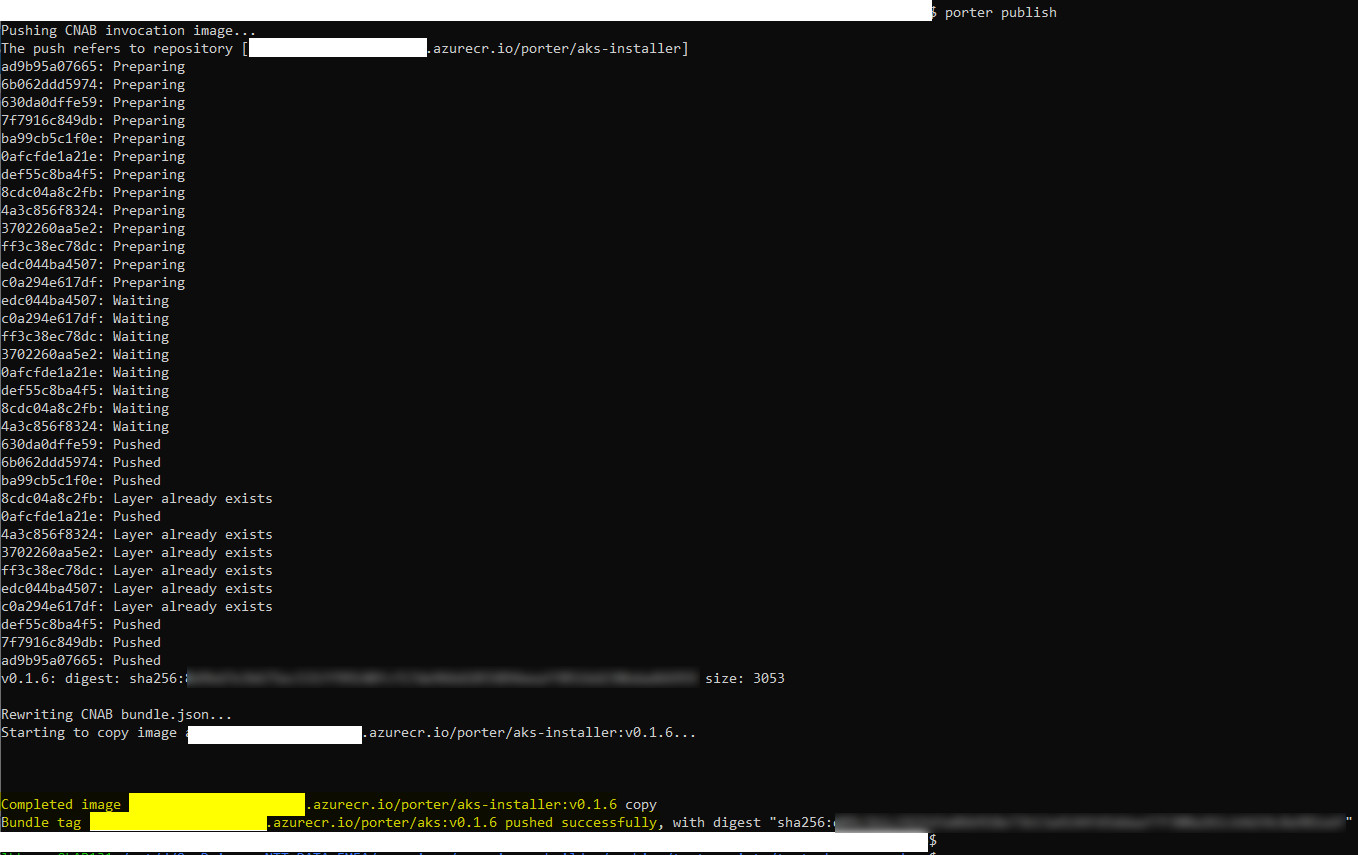 $ porter publish
Pushing CNAB invocation image...
The push refers to repository [.azurecr.io/porter/aks-installer]
ad9b95a07665: Preparing
6b062ddd5974: Preparing
630da0dffe59: Preparing
7f7916c849db: Preparing
ba99cb5c1f0e: Preparing
0afcfde1a21e: Preparing
def55c8ba4f5: Preparing
8cdc04a8c2fb: Preparing
4a3c856f8324: Preparing
3702260aa5e2: Preparing
ff3c38ec78dc: Preparing
edc044ba4507: Preparing
c0a294e617df: Preparing
edc044ba4507: Waiting
c0a294e617df: Waiting
ff3c38ec78dc: Waiting
3702260aa5e2: Waiting
0afcfde1a21e: Waiting
def55c8ba4f5: Waiting
8cdc04a8c2fb: Waiting
4a3c856f8324: Waiting
630da0dffe59: Pushed
6b062ddd5974: Pushed
ba99cb5c1f0e: Pushed
8cdc04a8c2fb: Layer already exists
0afcfde1a21e: Pushed
4a3c856f8324: Layer already exists
3702260aa5e2: Layer already exists
ff3c38ec78dc: Layer already exists
edc044ba4507: Layer already exists
c0a294e617df: Layer already exists
def55c8ba4f5: Pushed
7f7916c849db: Pushed
ad9b95a07665: Pushed
v0.1.6: digest: sha256: size: 3053
Rewriting CNAB bundle.json...
Starting to copy image .azurecr.io/porter/aks-installer:v0.1.6...
Completed image .azurecr.io/porter/aks-installer:v0.1.6 copy
Bundle tag .azurecr.io/porter/aks:v0.1.6 pushed successfully, with digest "sha256:"
$